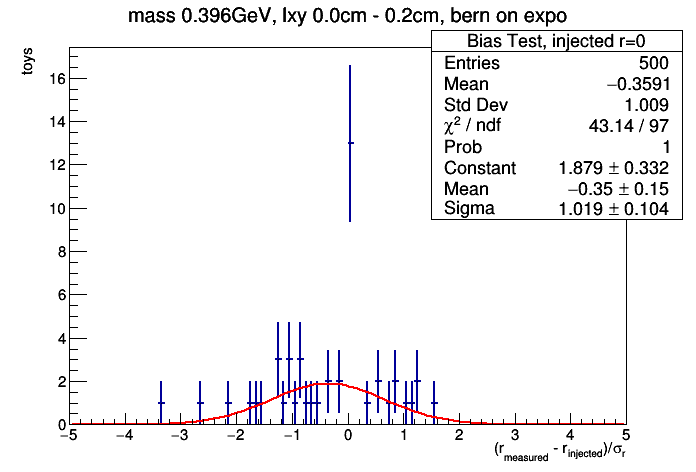 mass 0.396GeV, lxy 0.0cm - 0.2cm, bern on expo
toys
Bias Test, injected r=0
Entries 500
Mean −0.3591
Std Dev 1.009
χ² / ndf 43.14 / 97
Prob 1
Constant 1.879 ± 0.332
Mean −0.35 ± 0.15
Sigma 1.019 ± 0.104
16
14
12
10
8
6
4
2
0
−5 −4 −3 −2 −1 0 1 2 3 4 5
(r_measured - r_injected)/σ_r